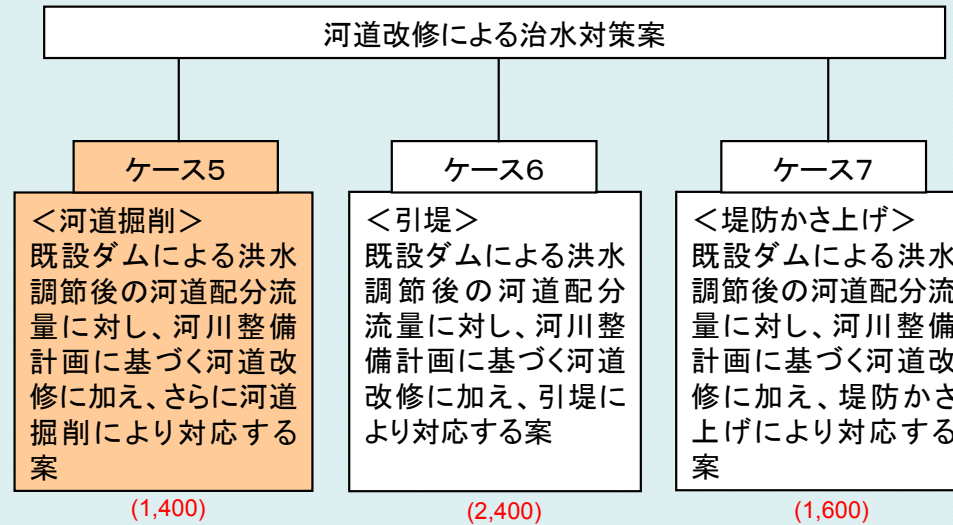 河道改修による治水対策案
ケース5
＜河道掘削＞
既設ダムによる洪水
調節後の河道配分流
量に対し、河川整備
計画に基づく河道改
修に加え、さらに河道
掘削により対応する
案
(1,400)
ケース6
＜引堤＞
既設ダムによる洪水
調節後の河道配分
流量に対し、河川整
備計画に基づく河道
改修に加え、引堤に
より対応する案
(2,400)
ケース7
＜堤防かさ上げ＞
既設ダムによる洪水
調節後の河道配分流
量に対し、河川整備
計画に基づく河道改
修に加え、堤防かさ
上げにより対応する
案
(1,600)